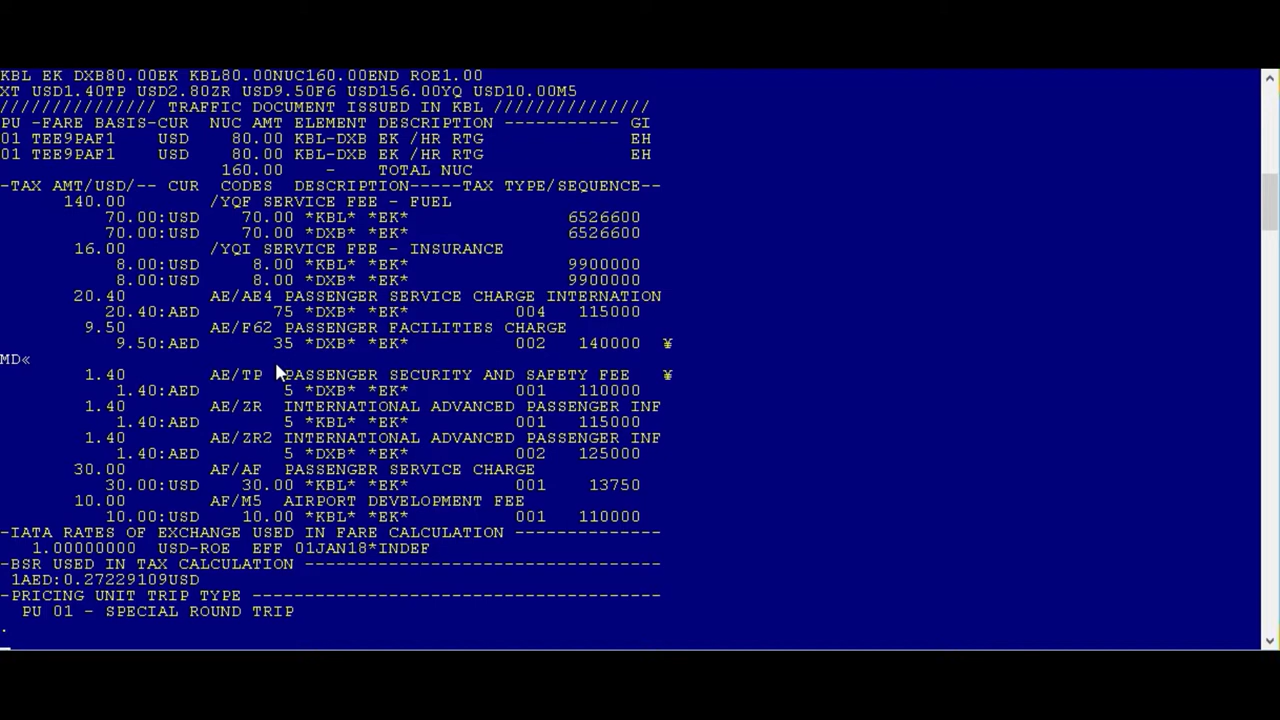 KBL EK DXB80.00EK KBL80.00NUC160.00END ROE1.00
XT USD1.40TP USD2.80ZR USD9.50F6 USD156.00YQ USD10.00M5
/////////////// TRAFFIC DOCUMENT ISSUED IN KBL ///////////////
PU -FARE BASIS-CUR NUC AMT ELEMENT DESCRIPTION ----------- GI
01 TEE9PAF1 USD 80.00 KBL-DXB EK /HR RTG EH
01 TEE9PAF1 USD 80.00 KBL-DXB EK /HR RTG EH
160.00 - TOTAL NUC
-TAX AMT/USD/-- CUR CODES DESCRIPTION-----TAX TYPE/SEQUENCE--
140.00 /YQF SERVICE FEE - FUEL
70.00:USD 70.00 *KBL* *EK* 6526600
70.00:USD 70.00 *DXB* *EK* 6526600
16.00 /YQI SERVICE FEE - INSURANCE
8.00:USD 8.00 *KBL* *EK* 9900000
8.00:USD 8.00 *DXB* *EK* 9900000
20.40 AE/AE4 PASSENGER SERVICE CHARGE INTERNATION
20.40:AED 75 *DXB* *EK* 004 115000
9.50 AE/F62 PASSENGER FACILITIES CHARGE
9.50:AED 35 *DXB* *EK* 002 140000 ¥
MD«
1.40 AE/TP PASSENGER SECURITY AND SAFETY FEE ¥
1.40:AED 5 *DXB* *EK* 001 110000
1.40 AE/ZR INTERNATIONAL ADVANCED PASSENGER INF
1.40:AED 5 *KBL* *EK* 001 115000
1.40 AE/ZR2 INTERNATIONAL ADVANCED PASSENGER INF
1.40:AED 5 *DXB* *EK* 002 125000
30.00 AF/AF PASSENGER SERVICE CHARGE
30.00:USD 30.00 *KBL* *EK* 001 13750
10.00 AF/M5 AIRPORT DEVELOPMENT FEE
10.00:USD 10.00 *KBL* *EK* 001 110000
-IATA RATES OF EXCHANGE USED IN FARE CALCULATION --------------
1.00000000 USD-ROE EFF 01JAN18*INDEF
-BSR USED IN TAX CALCULATION ----------------------------------
1AED:0.27229109USD
-PRICING UNIT TRIP TYPE ---------------------------------------
PU 01 - SPECIAL ROUND TRIP
.